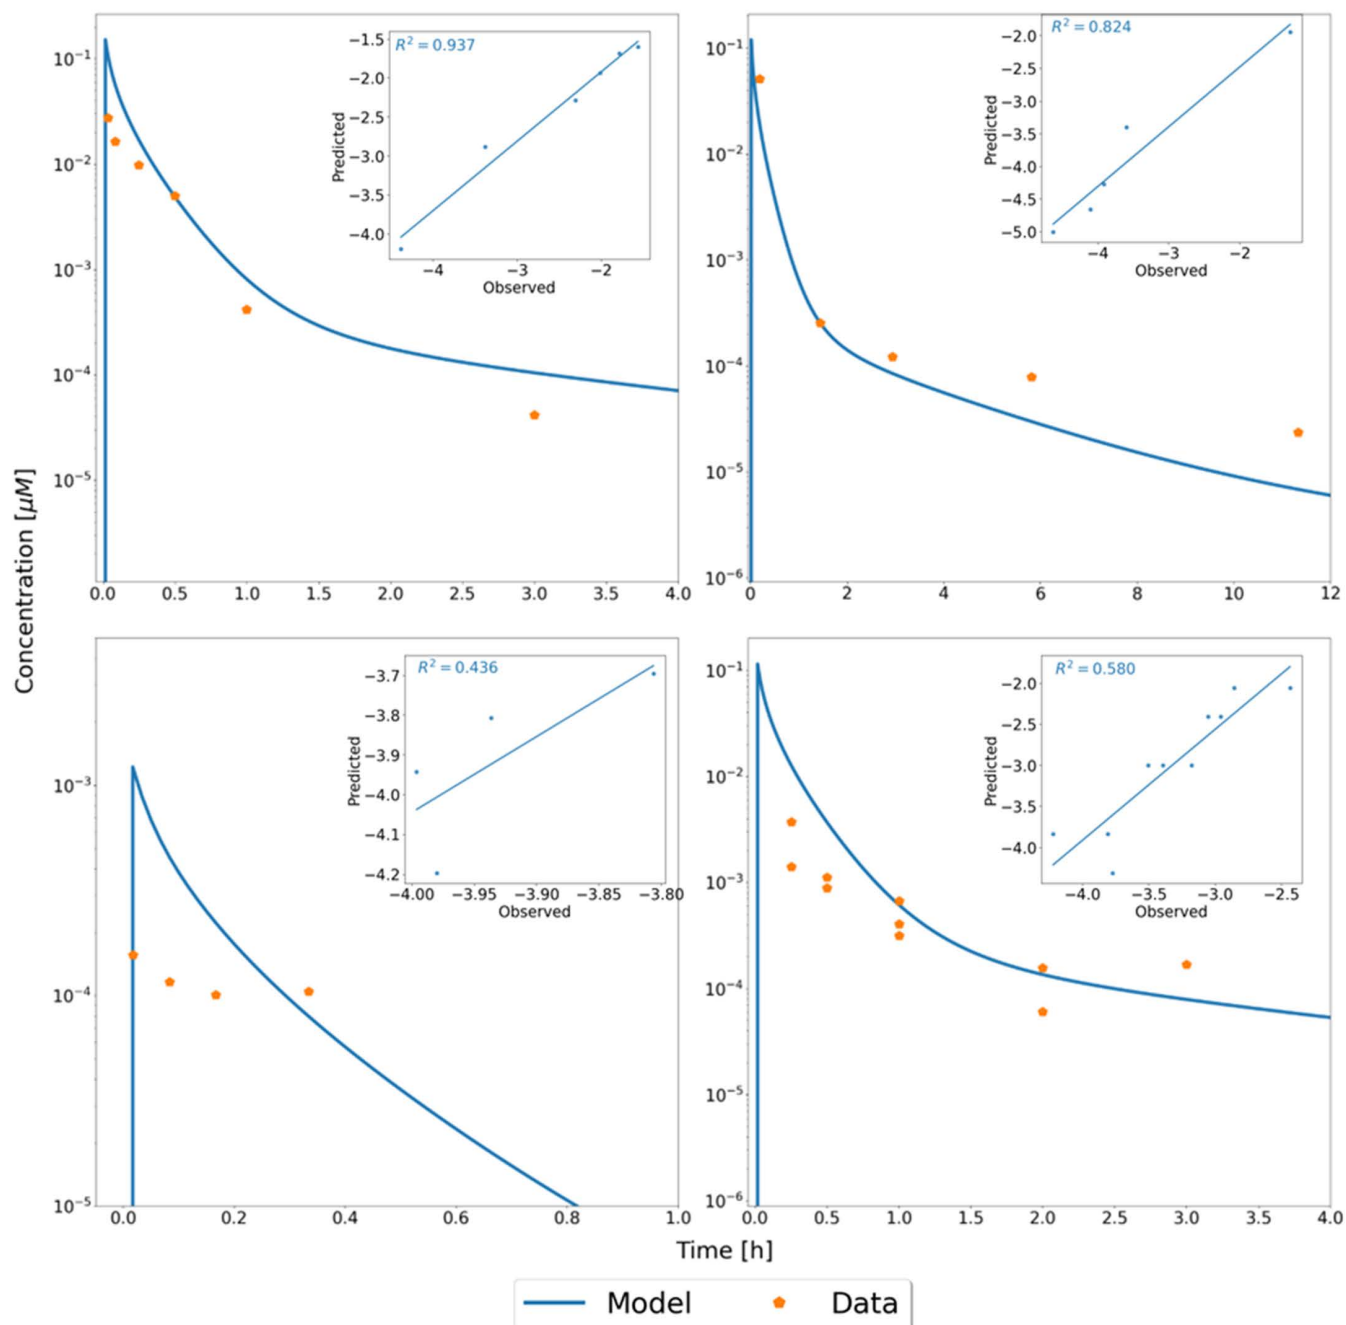 R² = 0.937
−1.5
−2.0
−2.5
−3.0
−3.5
−4.0
Predicted
−4 −3 −2
Observed
10⁻¹
10⁻²
10⁻³
10⁻⁴
10⁻⁵
0.0 0.5 1.0 1.5 2.0 2.5 3.0 3.5 4.0
R² = 0.824
−2.0
−2.5
−3.0
−3.5
−4.0
−4.5
−5.0
Predicted
−4 −3 −2
Observed
10⁻¹
10⁻²
10⁻³
10⁻⁴
10⁻⁵
10⁻⁶
0 2 4 6 8 10 12
Concentration [μM]
R² = 0.436
−3.7
−3.8
−3.9
−4.0
−4.1
−4.2
Predicted
−4.00 −3.95 −3.90 −3.85 −3.80
Observed
10⁻³
10⁻⁴
10⁻⁵
0.0 0.2 0.4 0.6 0.8 1.0
R² = 0.580
−2.0
−2.5
−3.0
−3.5
−4.0
Predicted
−4.0 −3.5 −3.0 −2.5
Observed
10⁻¹
10⁻²
10⁻³
10⁻⁴
10⁻⁵
10⁻⁶
0.0 0.5 1.0 1.5 2.0 2.5 3.0 3.5 4.0
Time [h]
Model Data